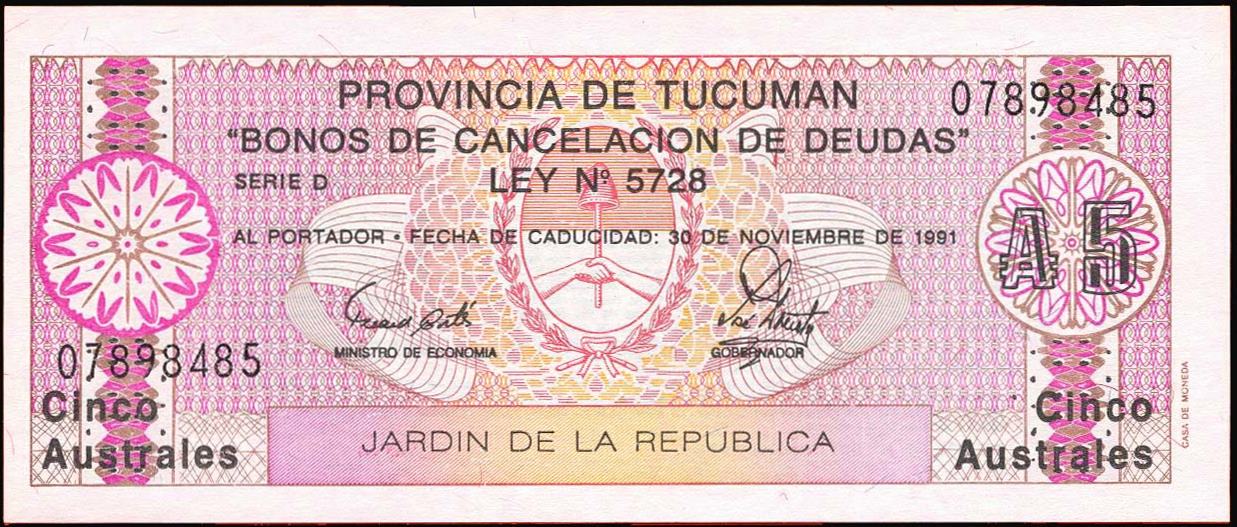 PROVINCIA DE TUCUMAN
07898485
"BONOS DE CANCELACION DE DEUDAS"
SERIE D
LEY Nº 5728
AL PORTADOR • FECHA DE CADUCIDAD: 30 DE NOVIEMBRE DE 1991
₳ 5
MINISTRO DE ECONOMIA
GOBERNADOR
07898485
Cinco
Australes
JARDIN DE LA REPUBLICA
Cinco
Australes
CASA DE MONEDA